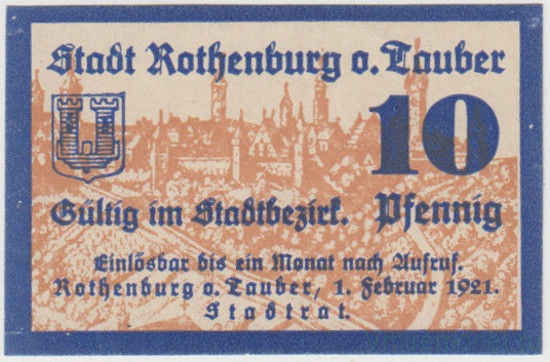 Stadt Rothenburg o. Tauber
10
Gültig im Stadtbezirk. Pfennig
Einlösbar bis ein Monat nach Aufruf.
Rothenburg o. Tauber, 1. Februar 1921.
Stadtrat.